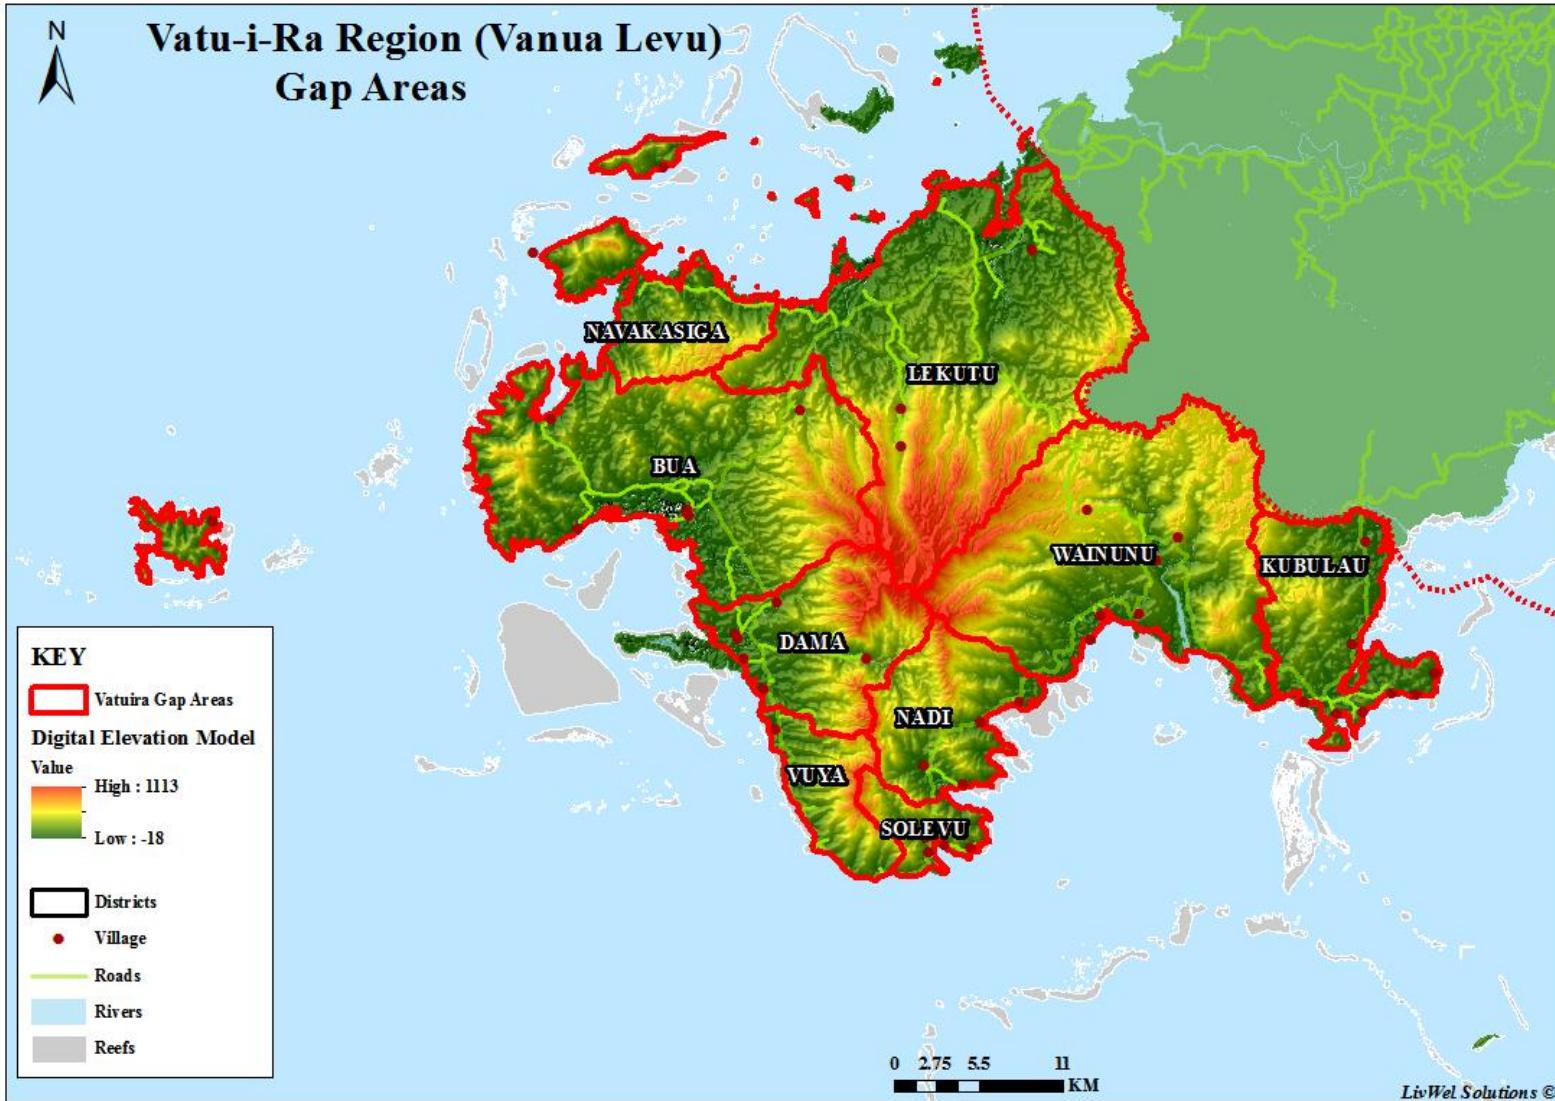 N
Vatu-i-Ra Region (Vanua Levu)
Gap Areas
NAVAKASIGA
LEKUTU
BUA
WAINUNU
KUBULAU
DAMA
NADI
VUYA
SOLEVU
KEY
Vatuira Gap Areas
Digital Elevation Model
Value
High : 1113
Low : -18
Districts
Village
Roads
Rivers
Reefs
0 2.75 5.5 11
KM
LivWel Solutions ©